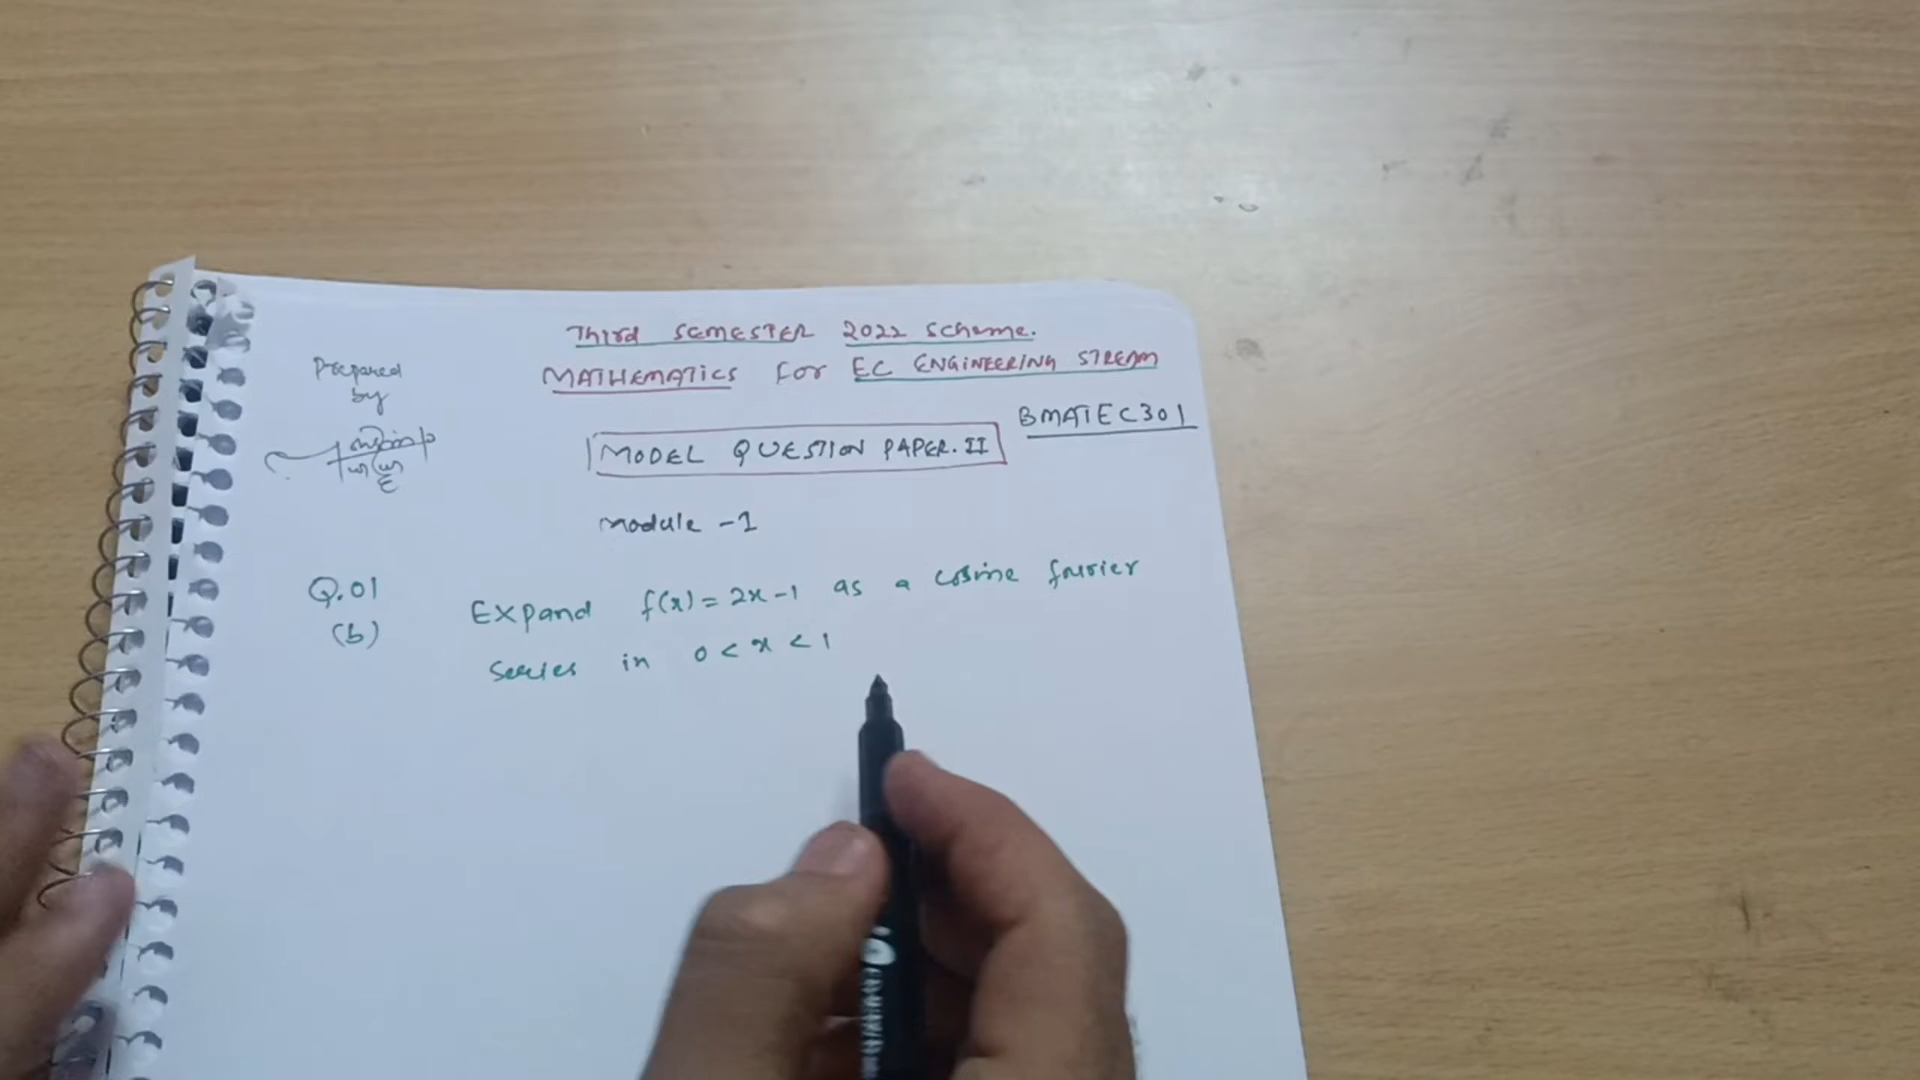 Third SEMESTER 2022 Scheme.
MATHEMATICS For EC ENGINEERING STREAM
Prepared
by
BMATEC301
MODEL QUESTION PAPER.II
Module -1
Q.01
(b)
Expand f(x)=2x-1 as a cosine fourier
series in 0<x<1